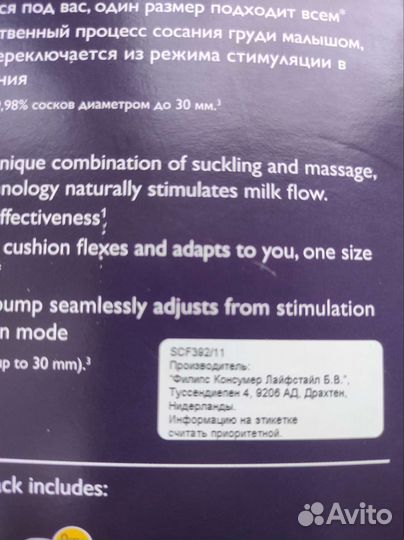 ся под вас, один размер подходит всем*
ственный процесс сосания груди малышом,
переключается из режима стимуляции в
ния
,98% сосков диаметром до 30 мм.³
nique combination of suckling and massage,
nology naturally stimulates milk flow.
ffectiveness¹
cushion flexes and adapts to you, one size
pump seamlessly adjusts from stimulation
n mode
up to 30 mm).³
SCF392/11
Производитель:
"Филипс Консумер Лайфстайл Б.В.",
Туссендиепен 4, 9206 АД, Драхтен,
Нидерланды.
Информацию на этикетке
считать приоритетной.
ck includes:
Avito